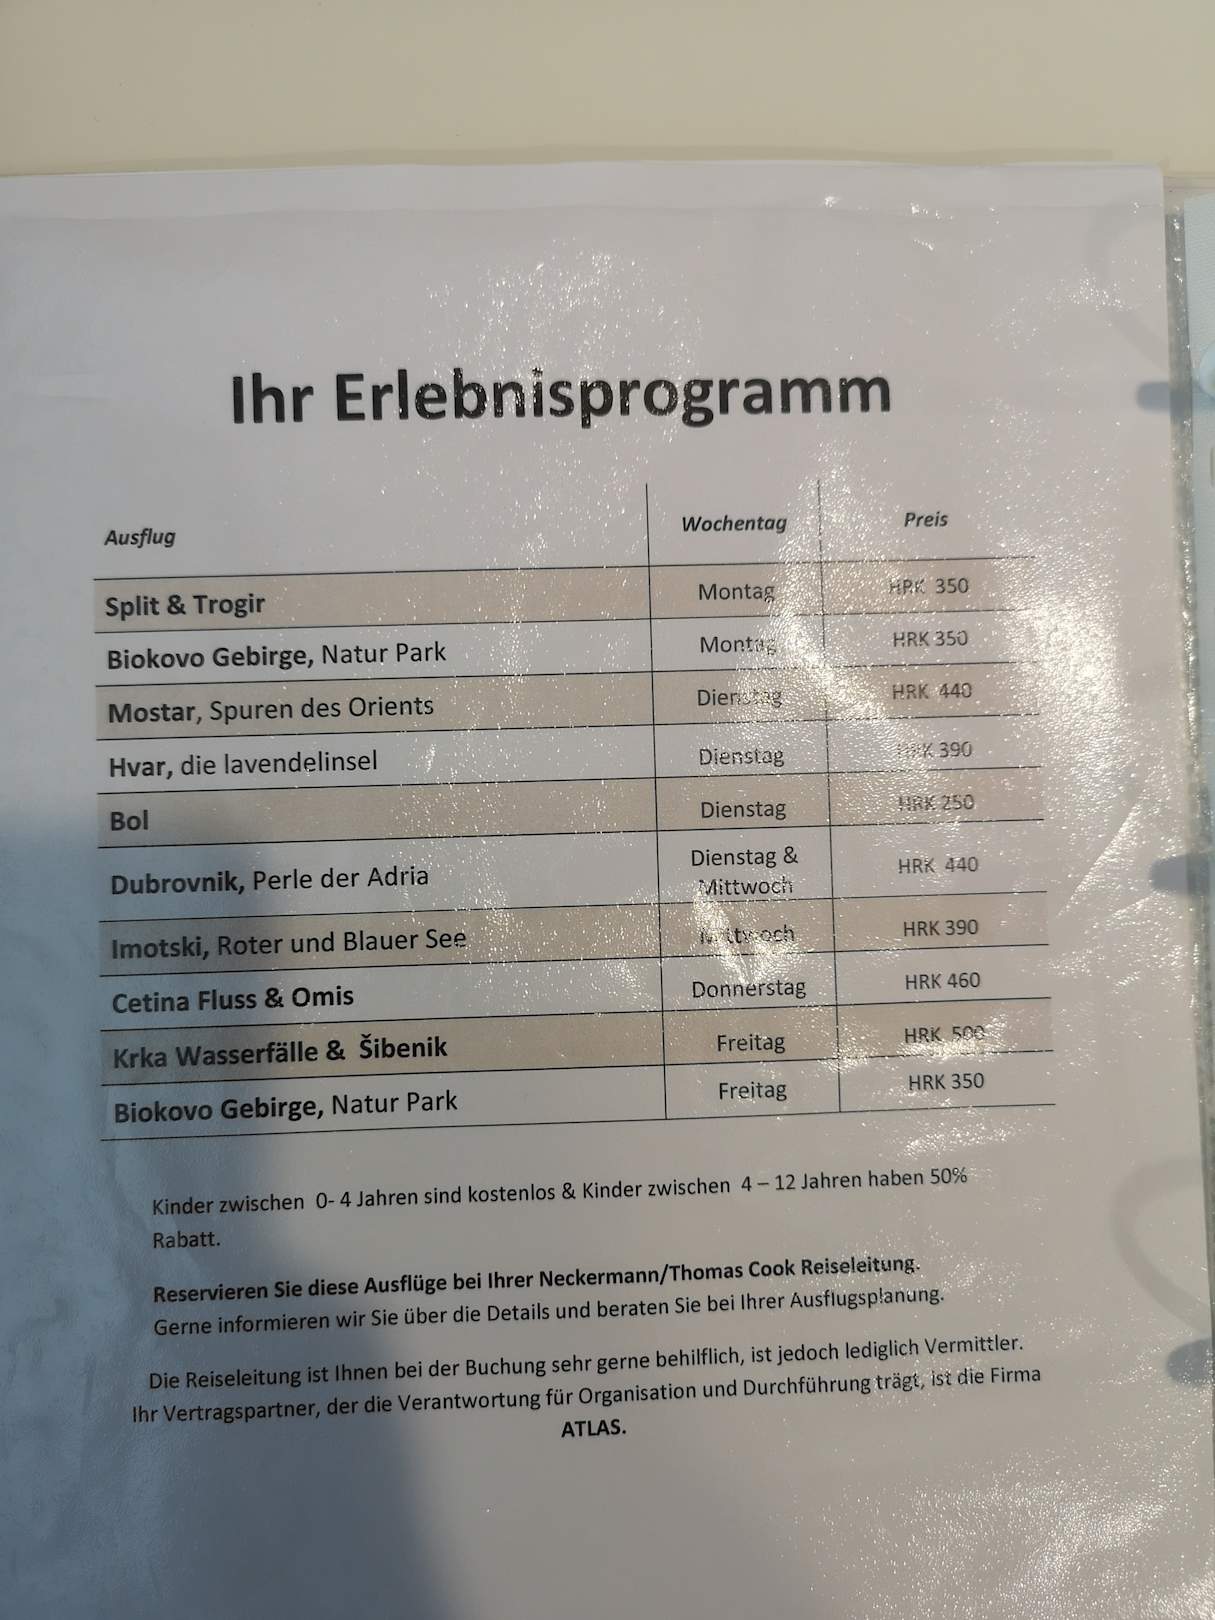 Ihr Erlebnisprogramm
Ausflug Wochentag Preis
Split & Trogir Montag HRK 350
Biokovo Gebirge, Natur Park Montag HRK 350
Mostar, Spuren des Orients Dienstag HRK 440
Hvar, die lavendelinsel Dienstag HRK 390
Bol Dienstag HRK 250
Dubrovnik, Perle der Adria Dienstag & Mittwoch HRK 440
Imotski, Roter und Blauer See Mittwoch HRK 390
Cetina Fluss & Omis Donnerstag HRK 460
Krka Wasserfälle & Šibenik Freitag HRK 500
Biokovo Gebirge, Natur Park Freitag HRK 350
Kinder zwischen 0- 4 Jahren sind kostenlos & Kinder zwischen 4 – 12 Jahren haben 50%
Rabatt.
Reservieren Sie diese Ausflüge bei Ihrer Neckermann/Thomas Cook Reiseleitung.
Gerne informieren wir Sie über die Details und beraten Sie bei Ihrer Ausflugsplanung.
Die Reiseleitung ist Ihnen bei der Buchung sehr gerne behilflich, ist jedoch lediglich Vermittler.
Ihr Vertragspartner, der die Verantwortung für Organisation und Durchführung trägt, ist die Firma
ATLAS.